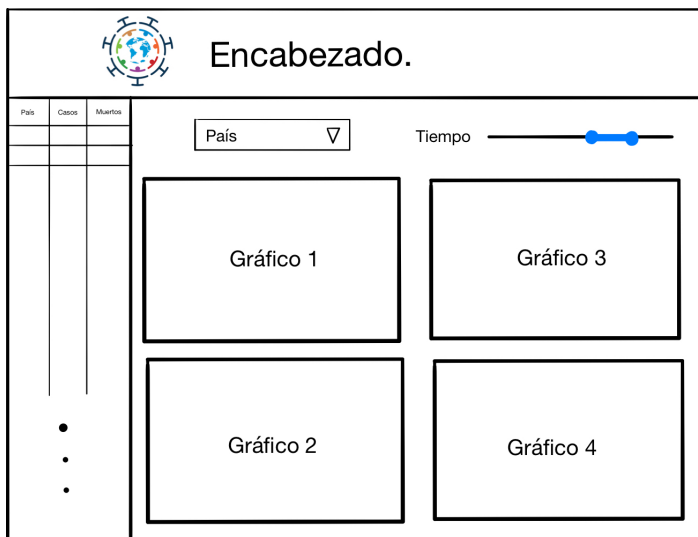 Encabezado.
País Casos Muertos
País
Tiempo
Gráfico 1
Gráfico 3
Gráfico 2
Gráfico 4